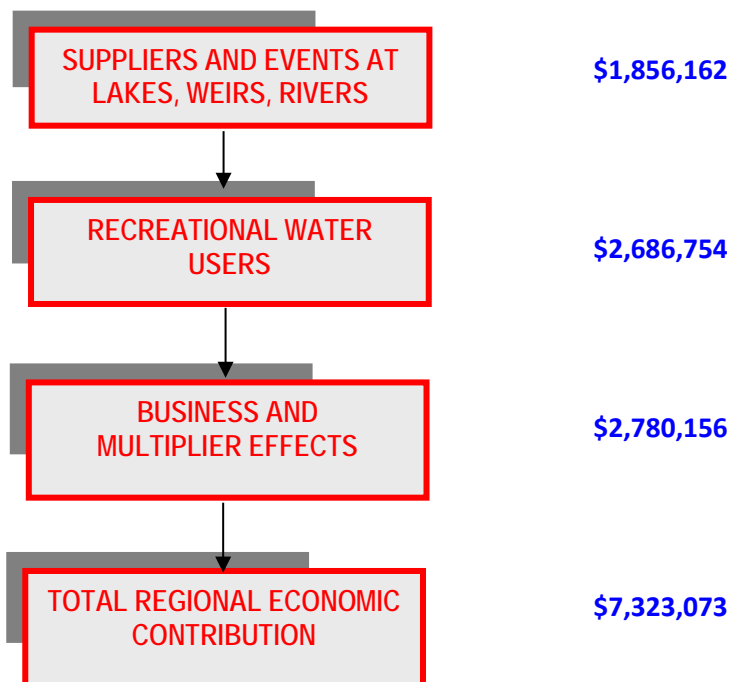 SUPPLIERS AND EVENTS AT
LAKES, WEIRS, RIVERS
$1,856,162
RECREATIONAL WATER
USERS
$2,686,754
BUSINESS AND
MULTIPLIER EFFECTS
$2,780,156
TOTAL REGIONAL ECONOMIC
CONTRIBUTION
$7,323,073